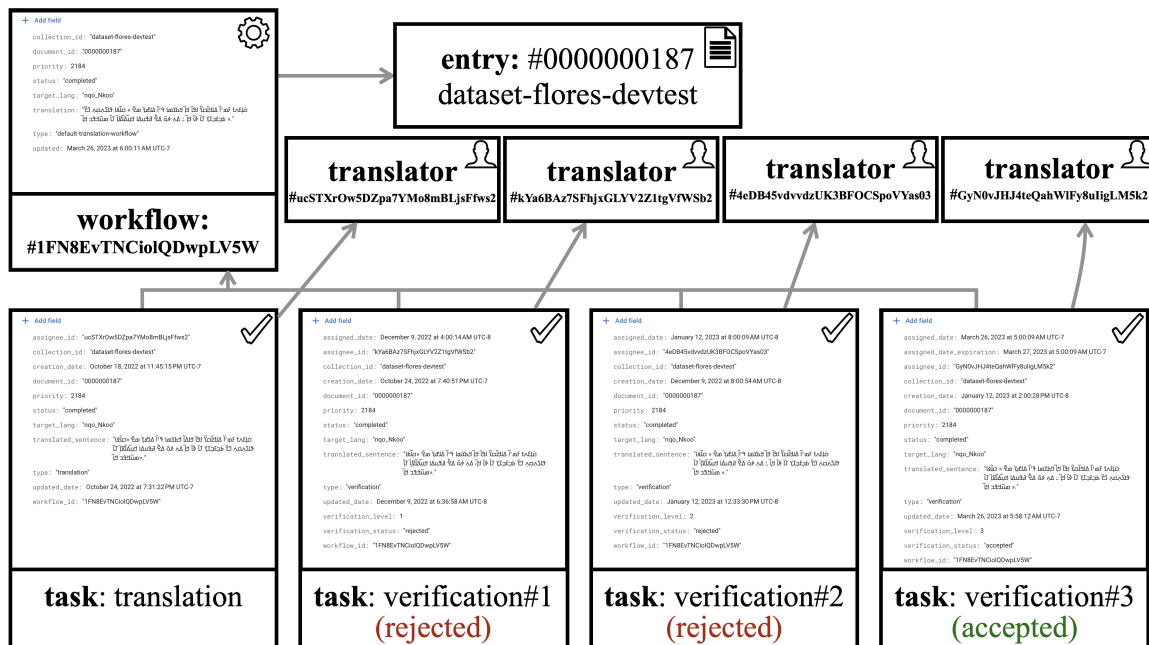 + Add field
collection_id: "dataset-flores-devtest"
document_id: "0000000187"
priority: 2184
status: "completed"
target_lang: "nqo_Nkoo"
translation:
type: "default-translation-workflow"
updated: March 26, 2023 at 6:00:11 AM UTC-7
workflow:
#1FN8EvTNCiolQDwpLV5W
entry: #0000000187
dataset-flores-devtest
translator
#ucSTXrOw5DZpa7YMo8mBLjsFfws2
translator
#kYa6BAz7SFhjxGLYV2Z1tgVfWSb2
translator
#4eDB45vdvvdzUK3BFOCSpoVYas03
translator
#GyN0vJHJ4teQahWlFy8uIigLM5k2
+ Add field
assignee_id: "ucSTXrOw5DZpa7YMo8mBLjsFfws2"
collection_id: "dataset-flores-devtest"
creation_date: October 18, 2022 at 11:45:15 PM UTC-7
document_id: "0000000187"
priority: 2184
status: "completed"
target_lang: "nqo_Nkoo"
translated_sentence:
type: "translation"
updated_date: October 24, 2022 at 7:31:22 PM UTC-7
workflow_id: "1FN8EvTNCiolQDwpLV5W"
task: translation
+ Add field
assigned_date: December 9, 2022 at 4:00:14 AM UTC-8
assignee_id: "kYa6BAz7SFhjxGLYV2Z1tgVfWSb2"
collection_id: "dataset-flores-devtest"
creation_date: October 24, 2022 at 7:40:51 PM UTC-7
document_id: "0000000187"
priority: 2184
status: "completed"
target_lang: "nqo_Nkoo"
translated_sentence:
type: "verification"
updated_date: December 9, 2022 at 6:36:58 AM UTC-8
verification_level: 1
verification_status: "rejected"
workflow_id: "1FN8EvTNCiolQDwpLV5W"
task: verification#1
(rejected)
+ Add field
assigned_date: January 12, 2023 at 8:00:09 AM UTC-8
assignee_id: "4eDB45vdvvdzUK3BFOCSpoVYas03"
collection_id: "dataset-flores-devtest"
creation_date: December 9, 2022 at 8:00:54 AM UTC-8
document_id: "0000000187"
priority: 2184
status: "completed"
target_lang: "nqo_Nkoo"
translated_sentence:
type: "verification"
updated_date: January 12, 2023 at 12:33:30 PM UTC-8
verification_level: 2
verification_status: "rejected"
workflow_id: "1FN8EvTNCiolQDwpLV5W"
task: verification#2
(rejected)
+ Add field
assigned_date: March 26, 2023 at 5:00:09 AM UTC-7
assigned_date_expiration: March 27, 2023 at 5:00:09 AM UTC-7
assignee_id: "GyN0vJHJ4teQahWlFy8uIigLM5k2"
collection_id: "dataset-flores-devtest"
creation_date: January 12, 2023 at 2:00:28 PM UTC-8
document_id: "0000000187"
priority: 2184
status: "completed"
target_lang: "nqo_Nkoo"
translated_sentence:
type: "verification"
updated_date: March 26, 2023 at 5:58:12 AM UTC-7
verification_level: 3
verification_status: "accepted"
workflow_id: "1FN8EvTNCiolQDwpLV5W"
task: verification#3
(accepted)